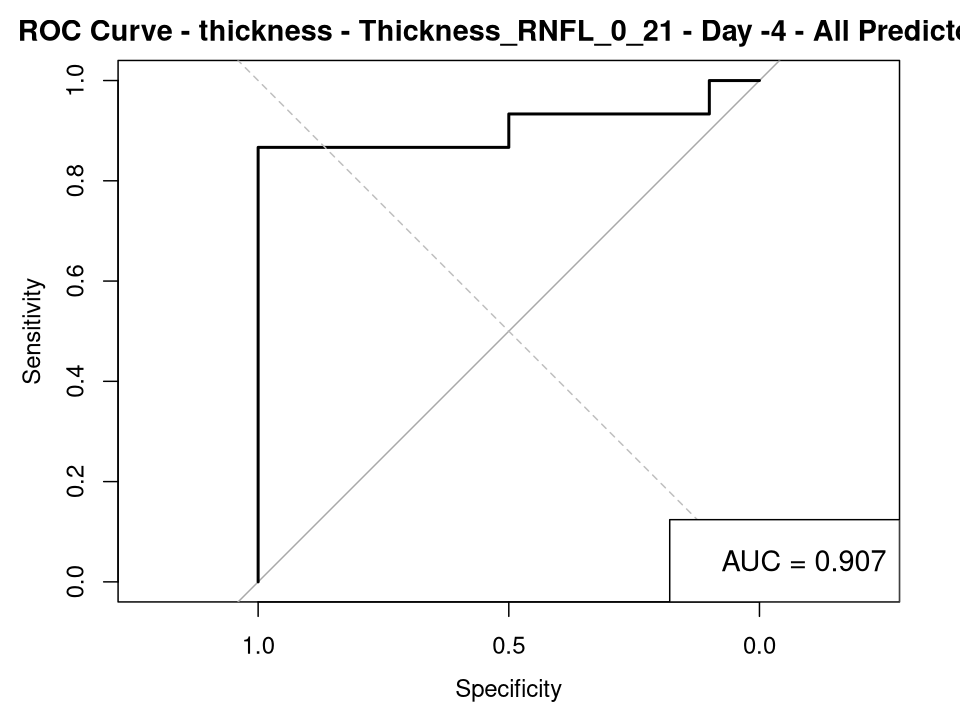 ROC Curve - thickness - Thickness_RNFL_0_21 - Day -4 - All Predicto
Sensitivity
1.0
0.8
0.6
0.4
0.2
0.0
AUC = 0.907
1.0 0.5 0.0
Specificity